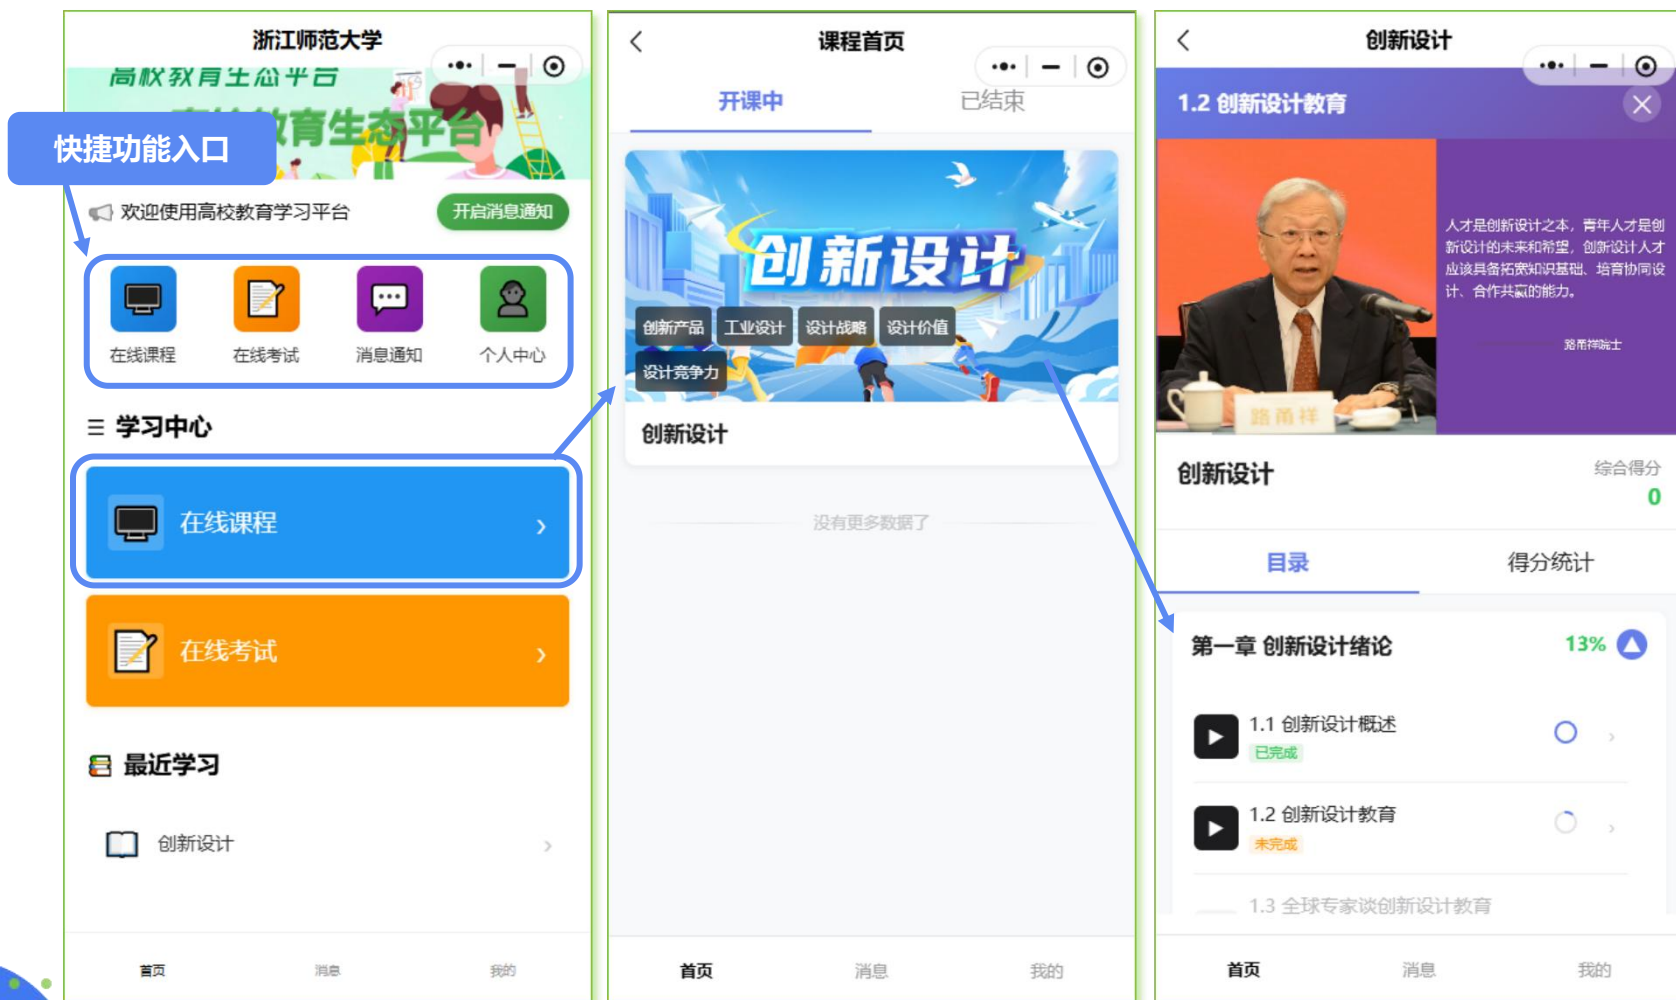 浙江师范大学
高校教育生态平台
育生态平台
快捷功能入口
欢迎使用高校教育学习平台
开启消息通知
在线课程
在线考试
消息通知
个人中心
学习中心
在线课程
在线考试
最近学习
创新设计
首页
消息
我的
课程首页
开课中
已结束
创新设计
创新产品
工业设计
设计战略
设计价值
设计竞争力
创新设计
没有更多数据了
首页
消息
我的
创新设计
1.2 创新设计教育
人才是创新设计之本，青年人才是创
新设计的未来和希望，创新设计人才
应该具备拓宽知识基础、培育协同设
计、合作共赢的能力。
路甬祥院士
路甬祥
创新设计
综合得分
0
目录
得分统计
第一章 创新设计绪论
13%
1.1 创新设计概述
已完成
1.2 创新设计教育
未完成
1.3 全球专家谈创新设计教育
首页
消息
我的